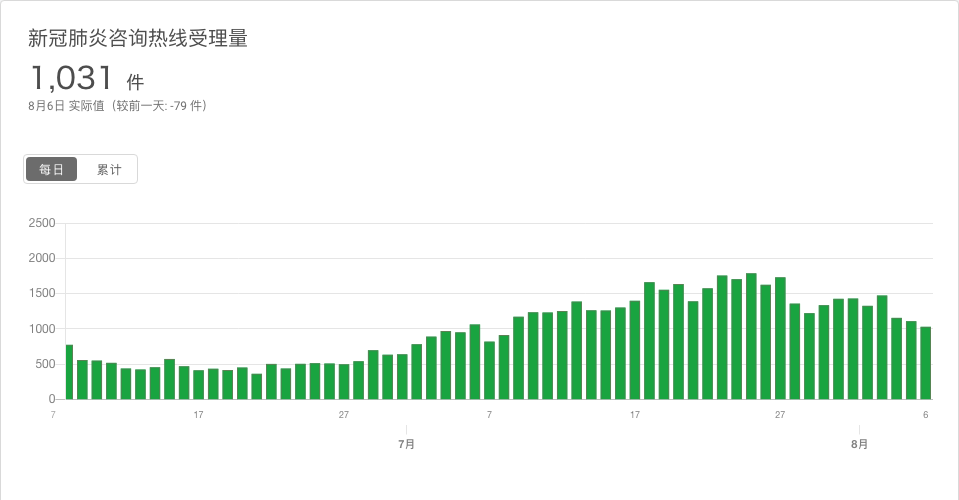 新冠肺炎咨询热线受理量
1,031 件
8月6日 实际值（较前一天: -79 件）
每日 累计
2500
2000
1500
1000
500
0
7 17 27 7 17 27 6
7月 8月